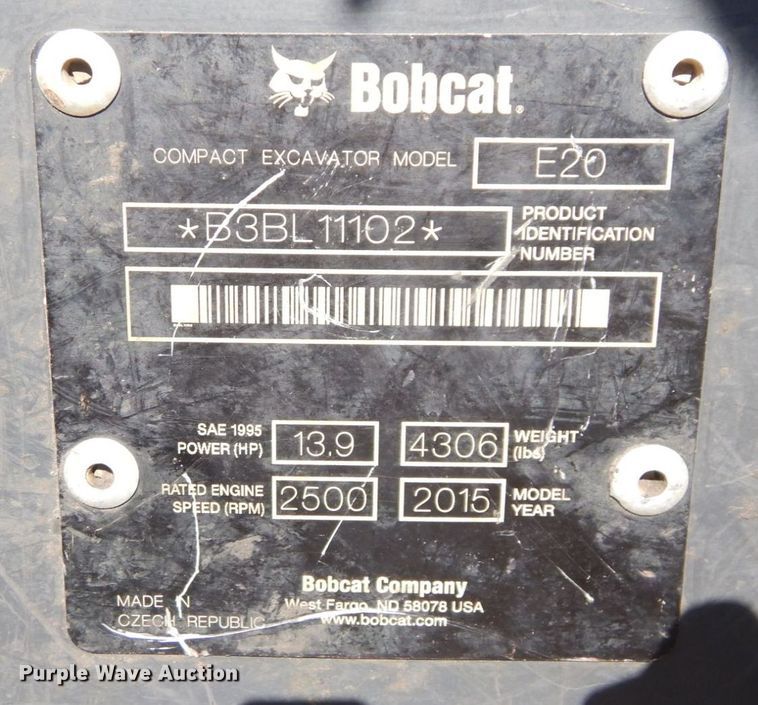 Bobcat®
COMPACT EXCAVATOR MODEL E20
*B3BL11102* PRODUCT IDENTIFICATION NUMBER
SAE 1995 POWER (HP) 13.9
4306 WEIGHT (lbs)
RATED ENGINE SPEED (RPM) 2500
2015 MODEL YEAR
Bobcat Company
West Fargo, ND 58078 USA
www.bobcat.com
MADE IN
CZECH REPUBLIC
Purple Wave Auction